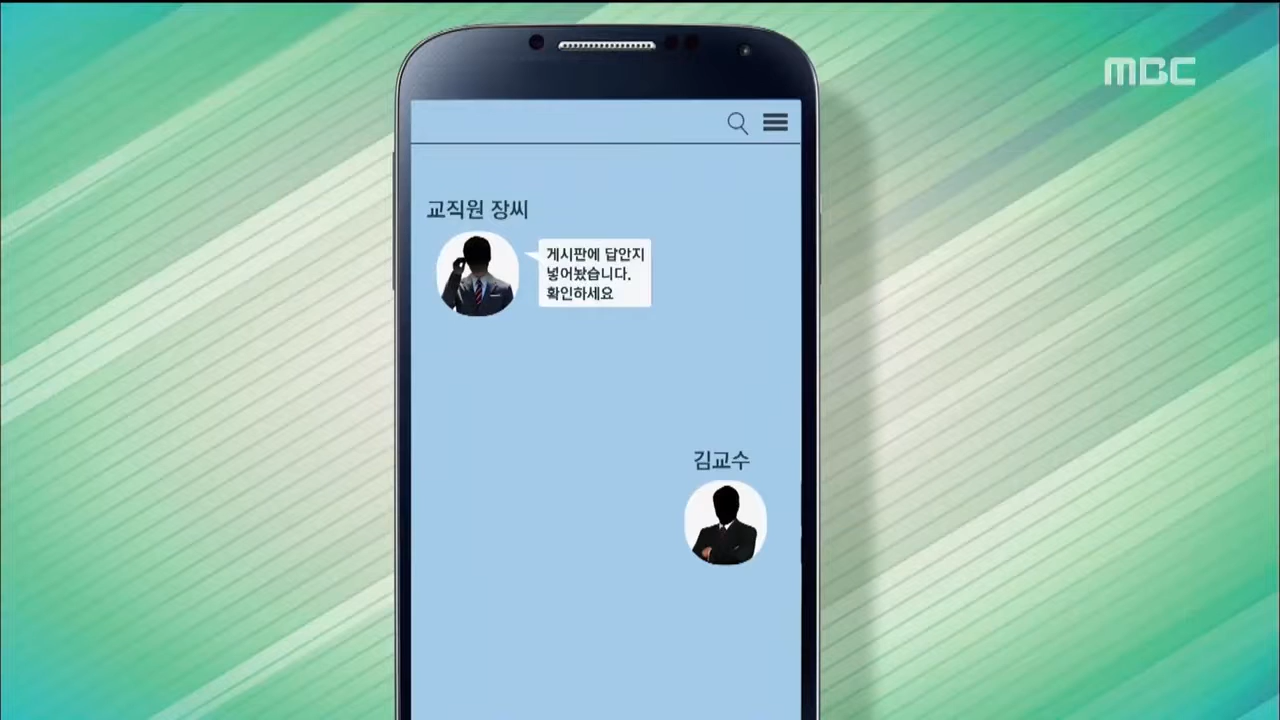 MBC
교직원 장씨
게시판에 답안지
넣어놨습니다.
확인하세요
김교수